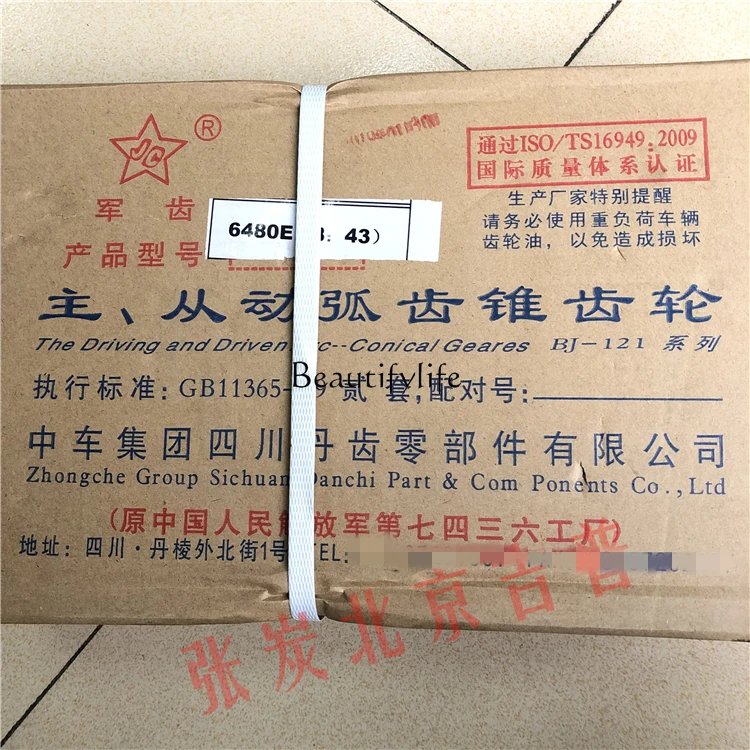 JC ®
军齿
通过ISO/TS16949:2009
国际质量体系认证
生产厂家特别提醒
请务必使用重负荷车辆
齿轮油，以免造成损坏
产品型号
6480E 8：43）
主、从动弧齿锥齿轮
The Driving and Driven c--Conical Geares BJ-121 系列
执行标准：GB11365- 9 贰 套，配对号：
Beautifylife
中车集团四川丹齿零部件有限公司
Zhongche Group Sichuan Danchi Part & Com Ponents Co.,Ltd
（原中国人民解放军第七四三六工厂）
地址：四川·丹棱外北街1号 TEL:
张炭北京吉普